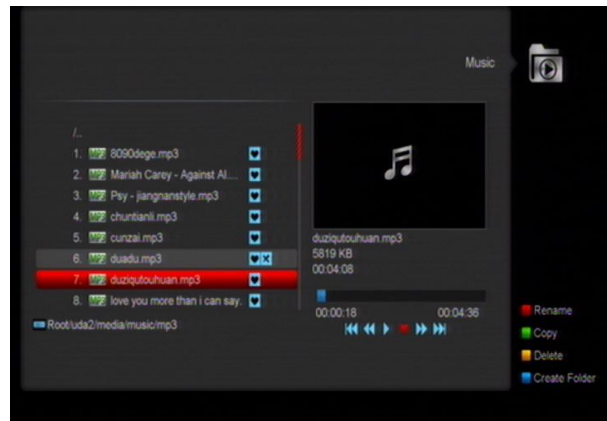 Music
/..
1. MP3 8090dege.mp3
2. MP3 Mariah Carey - Against Al....
3. MP3 Psy - jiangnanstyle.mp3
4. MP3 chuntianli.mp3
5. MP3 cunzai.mp3
6. MP3 duadu.mp3
7. MP3 duziqutouhuan.mp3
8. MP3 love you more than i can say.
Root/uda2/media/music/mp3
duziqutouhuan.mp3
5819 KB
00:04:08
00:00:18 00:04:36
Rename
Copy
Delete
Create Folder